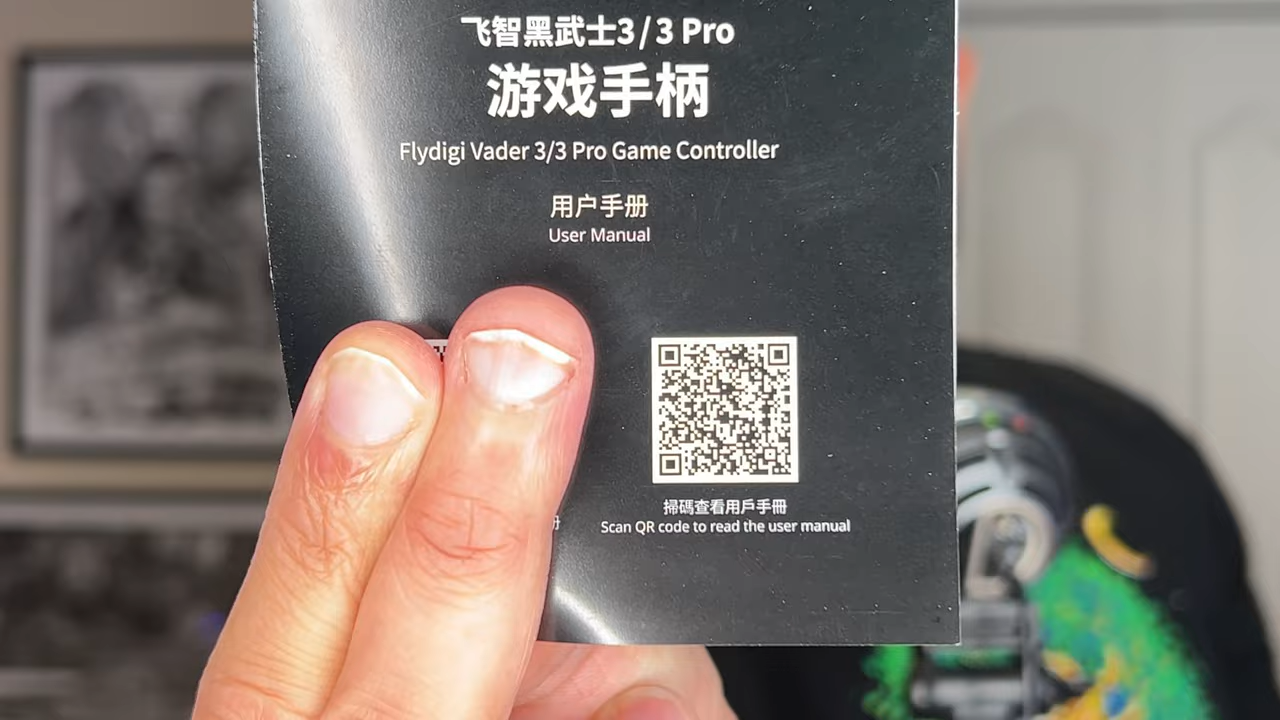 飞智黑武士3/3 Pro
游戏手柄
Flydigi Vader 3/3 Pro Game Controller
用户手册
User Manual
掃碼查看用戶手冊
Scan QR code to read the user manual